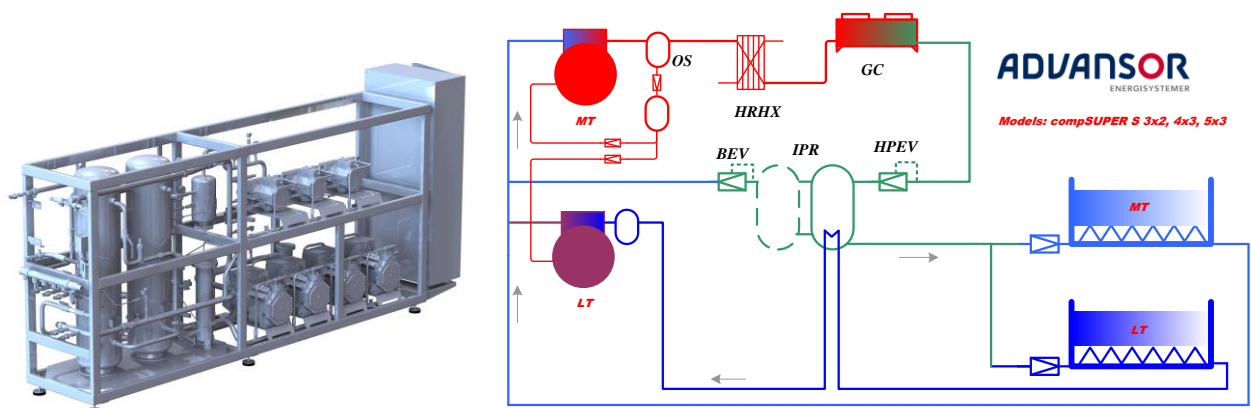 OS
MT
HRHX
GC
ADVANSOR
ENERGISYSTEMER
Models: compSUPER S 3x2, 4x3, 5x3
BEV
IPR
HPEV
MT
LT
LT